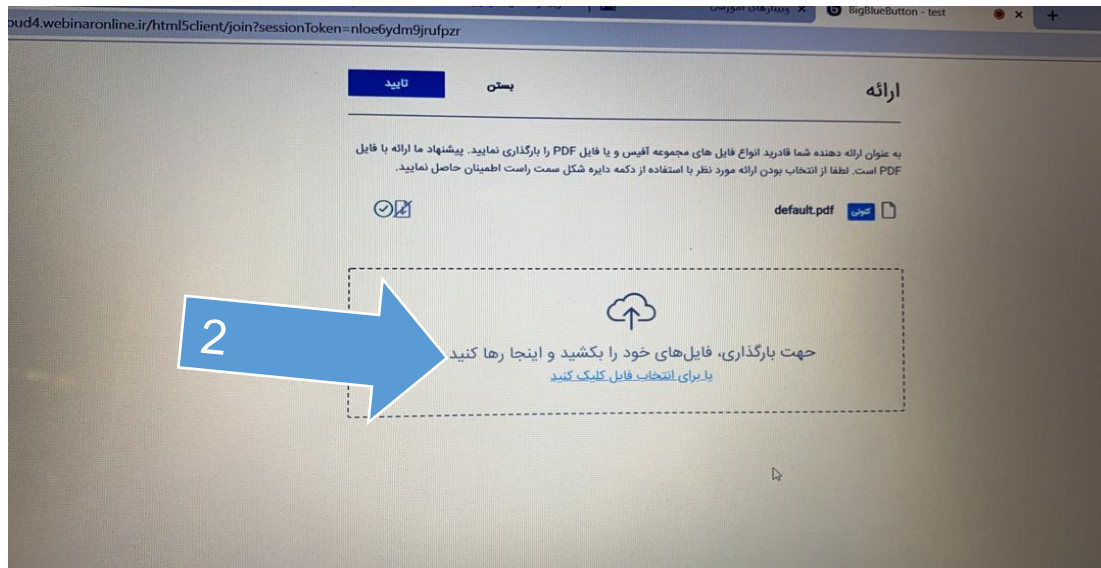 BigBlueButton - test
oud4.webinaronline.ir/html5client/join?sessionToken=nloe6ydm9jrufpzr
ارائه
بستن
تایید
به عنوان ارائه دهنده شما قادرید انواع فایل های مجموعه آفیس و یا فایل PDF را بارگذاری نمایید. پیشنهاد ما ارائه با فایل
PDF است. لطفا از انتخاب بودن ارائه مورد نظر با استفاده از دکمه دایره شکل سمت راست اطمینان حاصل نمایید.
کنونی default.pdf
2
جهت بارگذاری، فایل‌های خود را بکشید و اینجا رها کنید
یا برای انتخاب فایل کلیک کنید